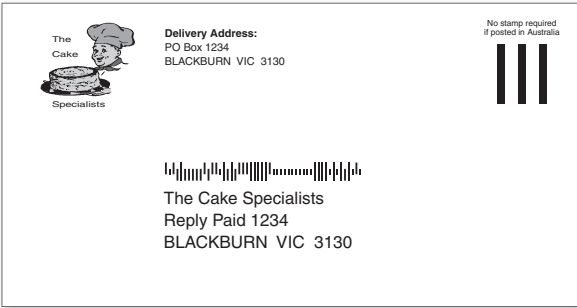 The
Cake
Specialists
Delivery Address:
PO Box 1234
BLACKBURN VIC 3130
No stamp required
if posted in Australia
The Cake Specialists
Reply Paid 1234
BLACKBURN VIC 3130